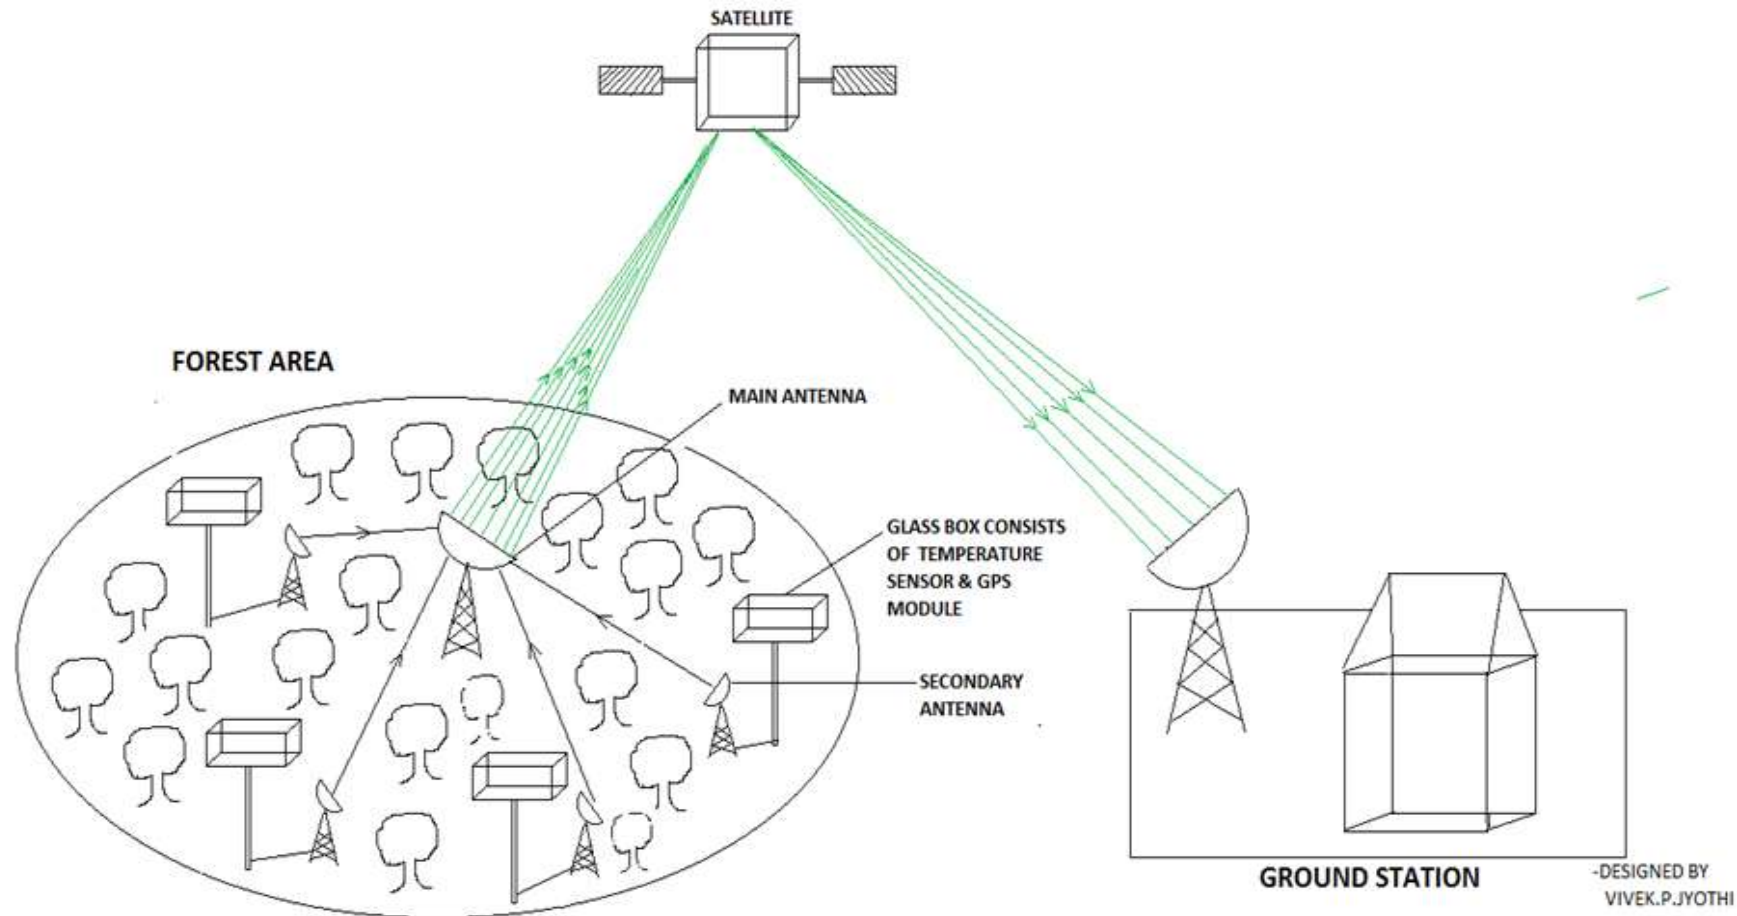 SATELLITE
FOREST AREA
MAIN ANTENNA
GLASS BOX CONSISTS
OF TEMPERATURE
SENSOR & GPS
MODULE
SECONDARY
ANTENNA
GROUND STATION
-DESIGNED BY
VIVEK.P.JYOTHI